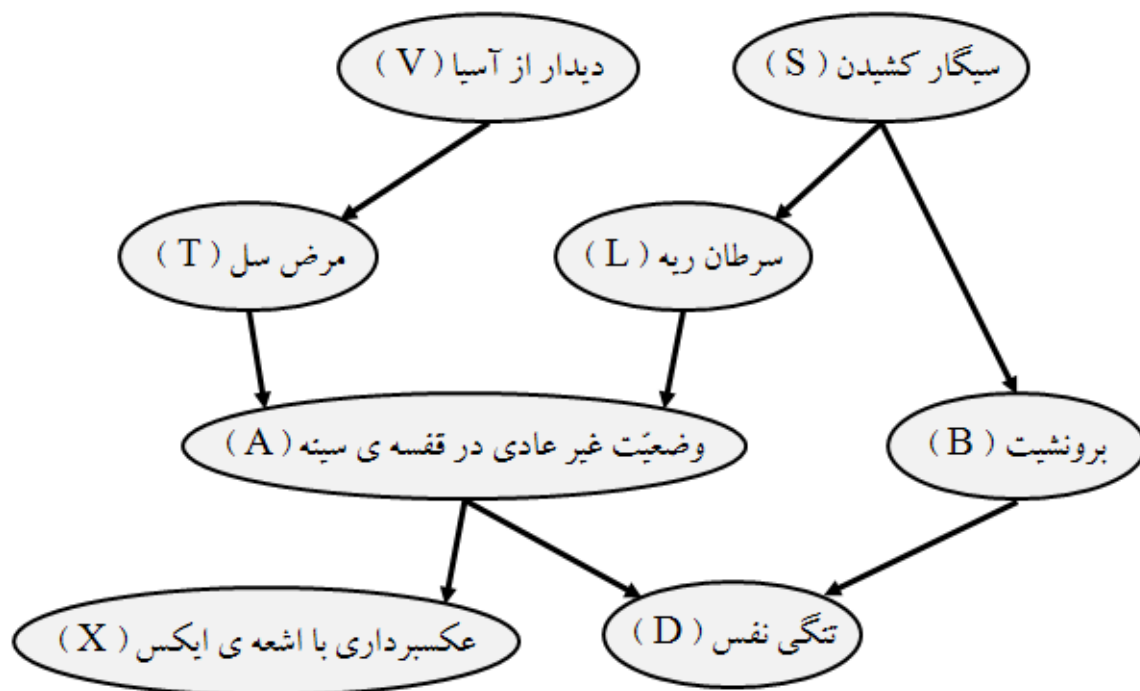 سیگار کشیدن ( S )
دیدار از آسیا ( V )
سرطان ریه ( L )
مرض سل ( T )
برونشیت ( B )
وضعیّت غیر عادی در قفسه ی سینه ( A )
تنگی نفس ( D )
عکسبرداری با اشعه ی ایکس ( X )